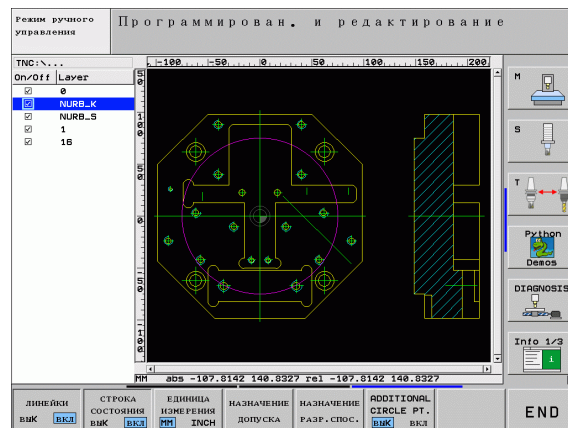 Режим ручного
управления
Программирован. и редактирование
TNC:\...
On/Off Layer
0
NURB_K
NURB_S
1
16
-100 -50 0 50 100 150 200
MM abs -107.8142 140.8327 rel -107.8142 140.8327
M
S
T
Python
Demos
DIAGNOSIS
Info 1/3
i
ЛИНЕЙКИ
ВЫК ВКЛ
СТРОКА
СОСТОЯНИЯ
ВЫК ВКЛ
ЕДИНИЦА
ИЗМЕРЕНИЯ
MM INCH
НАЗНАЧЕНИЕ
ДОПУСКА
НАЗНАЧЕНИЕ
РАЗР.СПОС.
ADDITIONAL
CIRCLE PT.
ВЫК ВКЛ
END